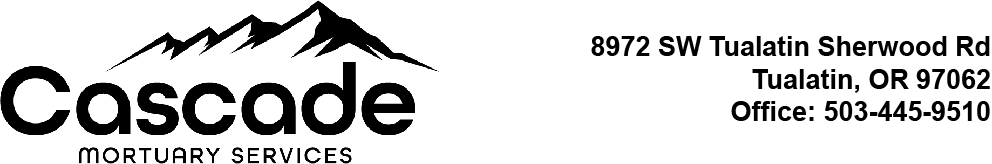 Cascade
MORTUARY SERVICES
8972 SW Tualatin Sherwood Rd
Tualatin, OR 97062
Office: 503-445-9510